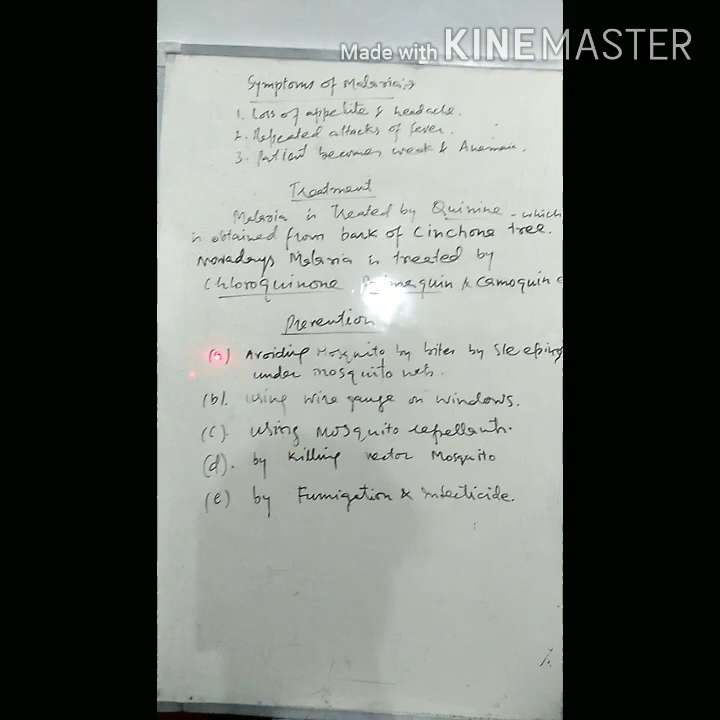 Made with KINEMASTER
Symptoms of Malaria:→
1. Loss of appetite & headache.
2. Repeated attacks of fever.
3. Patient becomes weak & Anemic.
Treatment
Malaria is Treated by Quinine - which
is obtained from bark of Cinchona tree.
Nowadays Malaria is treated by
Chloroquinone, & Camoquin
Prevention
(a) Avoiding Mosquito by bites by sleeping
under mosquito nets.
(b). Using wire gauge on windows.
(c). Using Mosquito repellants.
(d). by Killing vector Mosquito
(e) by Fumigation & insecticide.